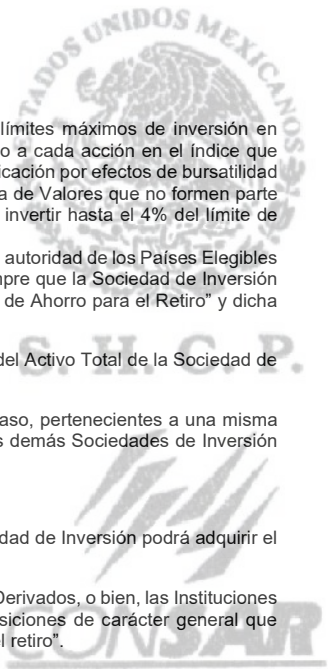 ESTADOS UNIDOS MEXICANOS
límites máximos de inversión en
o a cada acción en el índice que
icación por efectos de bursatilidad
a de Valores que no formen parte
invertir hasta el 4% del límite de
autoridad de los Países Elegibles
mpre que la Sociedad de Inversión
de Ahorro para el Retiro” y dicha
S. H. C. P.
del Activo Total de la Sociedad de
aso, pertenecientes a una misma
s demás Sociedades de Inversión
dad de Inversión podrá adquirir el
Derivados, o bien, las Instituciones
siciones de carácter general que
l retiro”.
CONSAR